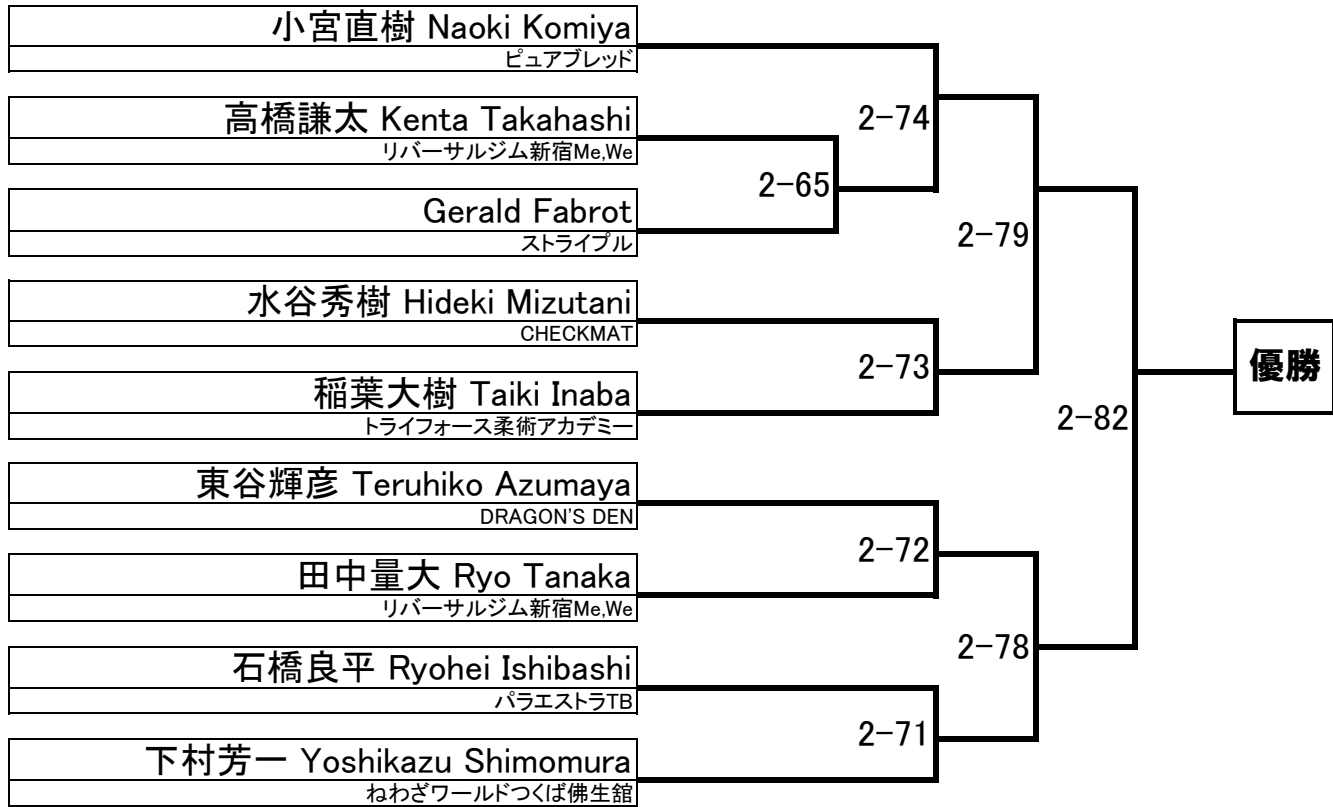 小宮直樹 Naoki Komiya
ピュアブレッド
高橋謙太 Kenta Takahashi
リバーサルジム新宿Me,We
Gerald Fabrot
ストライプル
水谷秀樹 Hideki Mizutani
CHECKMAT
稲葉大樹 Taiki Inaba
トライフォース柔術アカデミー
東谷輝彦 Teruhiko Azumaya
DRAGON'S DEN
田中量大 Ryo Tanaka
リバーサルジム新宿Me,We
石橋良平 Ryohei Ishibashi
パラエストラTB
下村芳一 Yoshikazu Shimomura
ねわざワールドつくば佛生舘
2-65
2-74
2-73
2-72
2-71
2-79
2-78
2-82
優勝